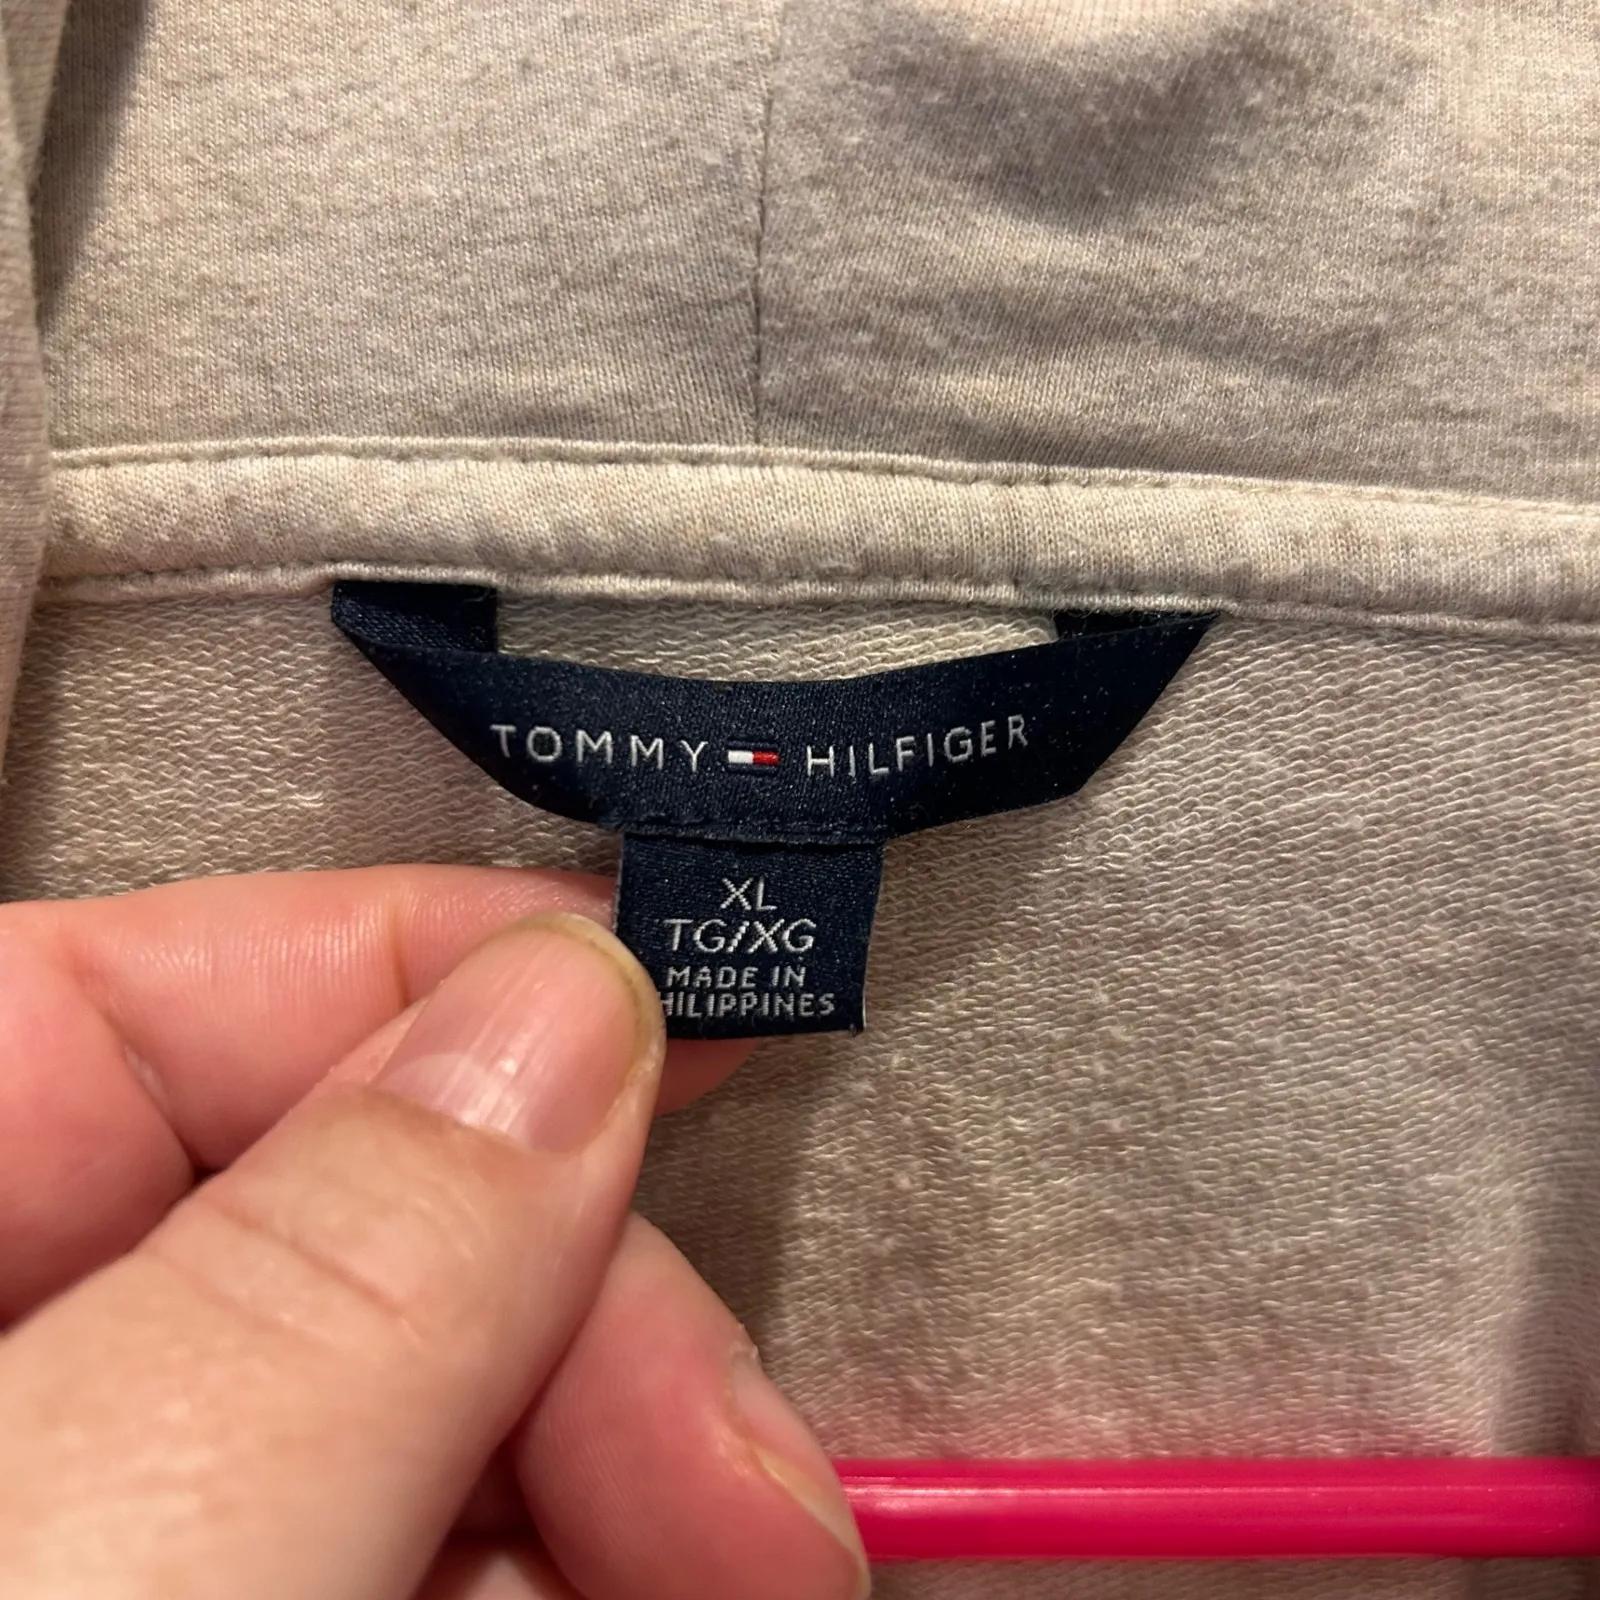 TOMMY HILFIGER
XL
TG/XG
MADE IN
HILIPPINES